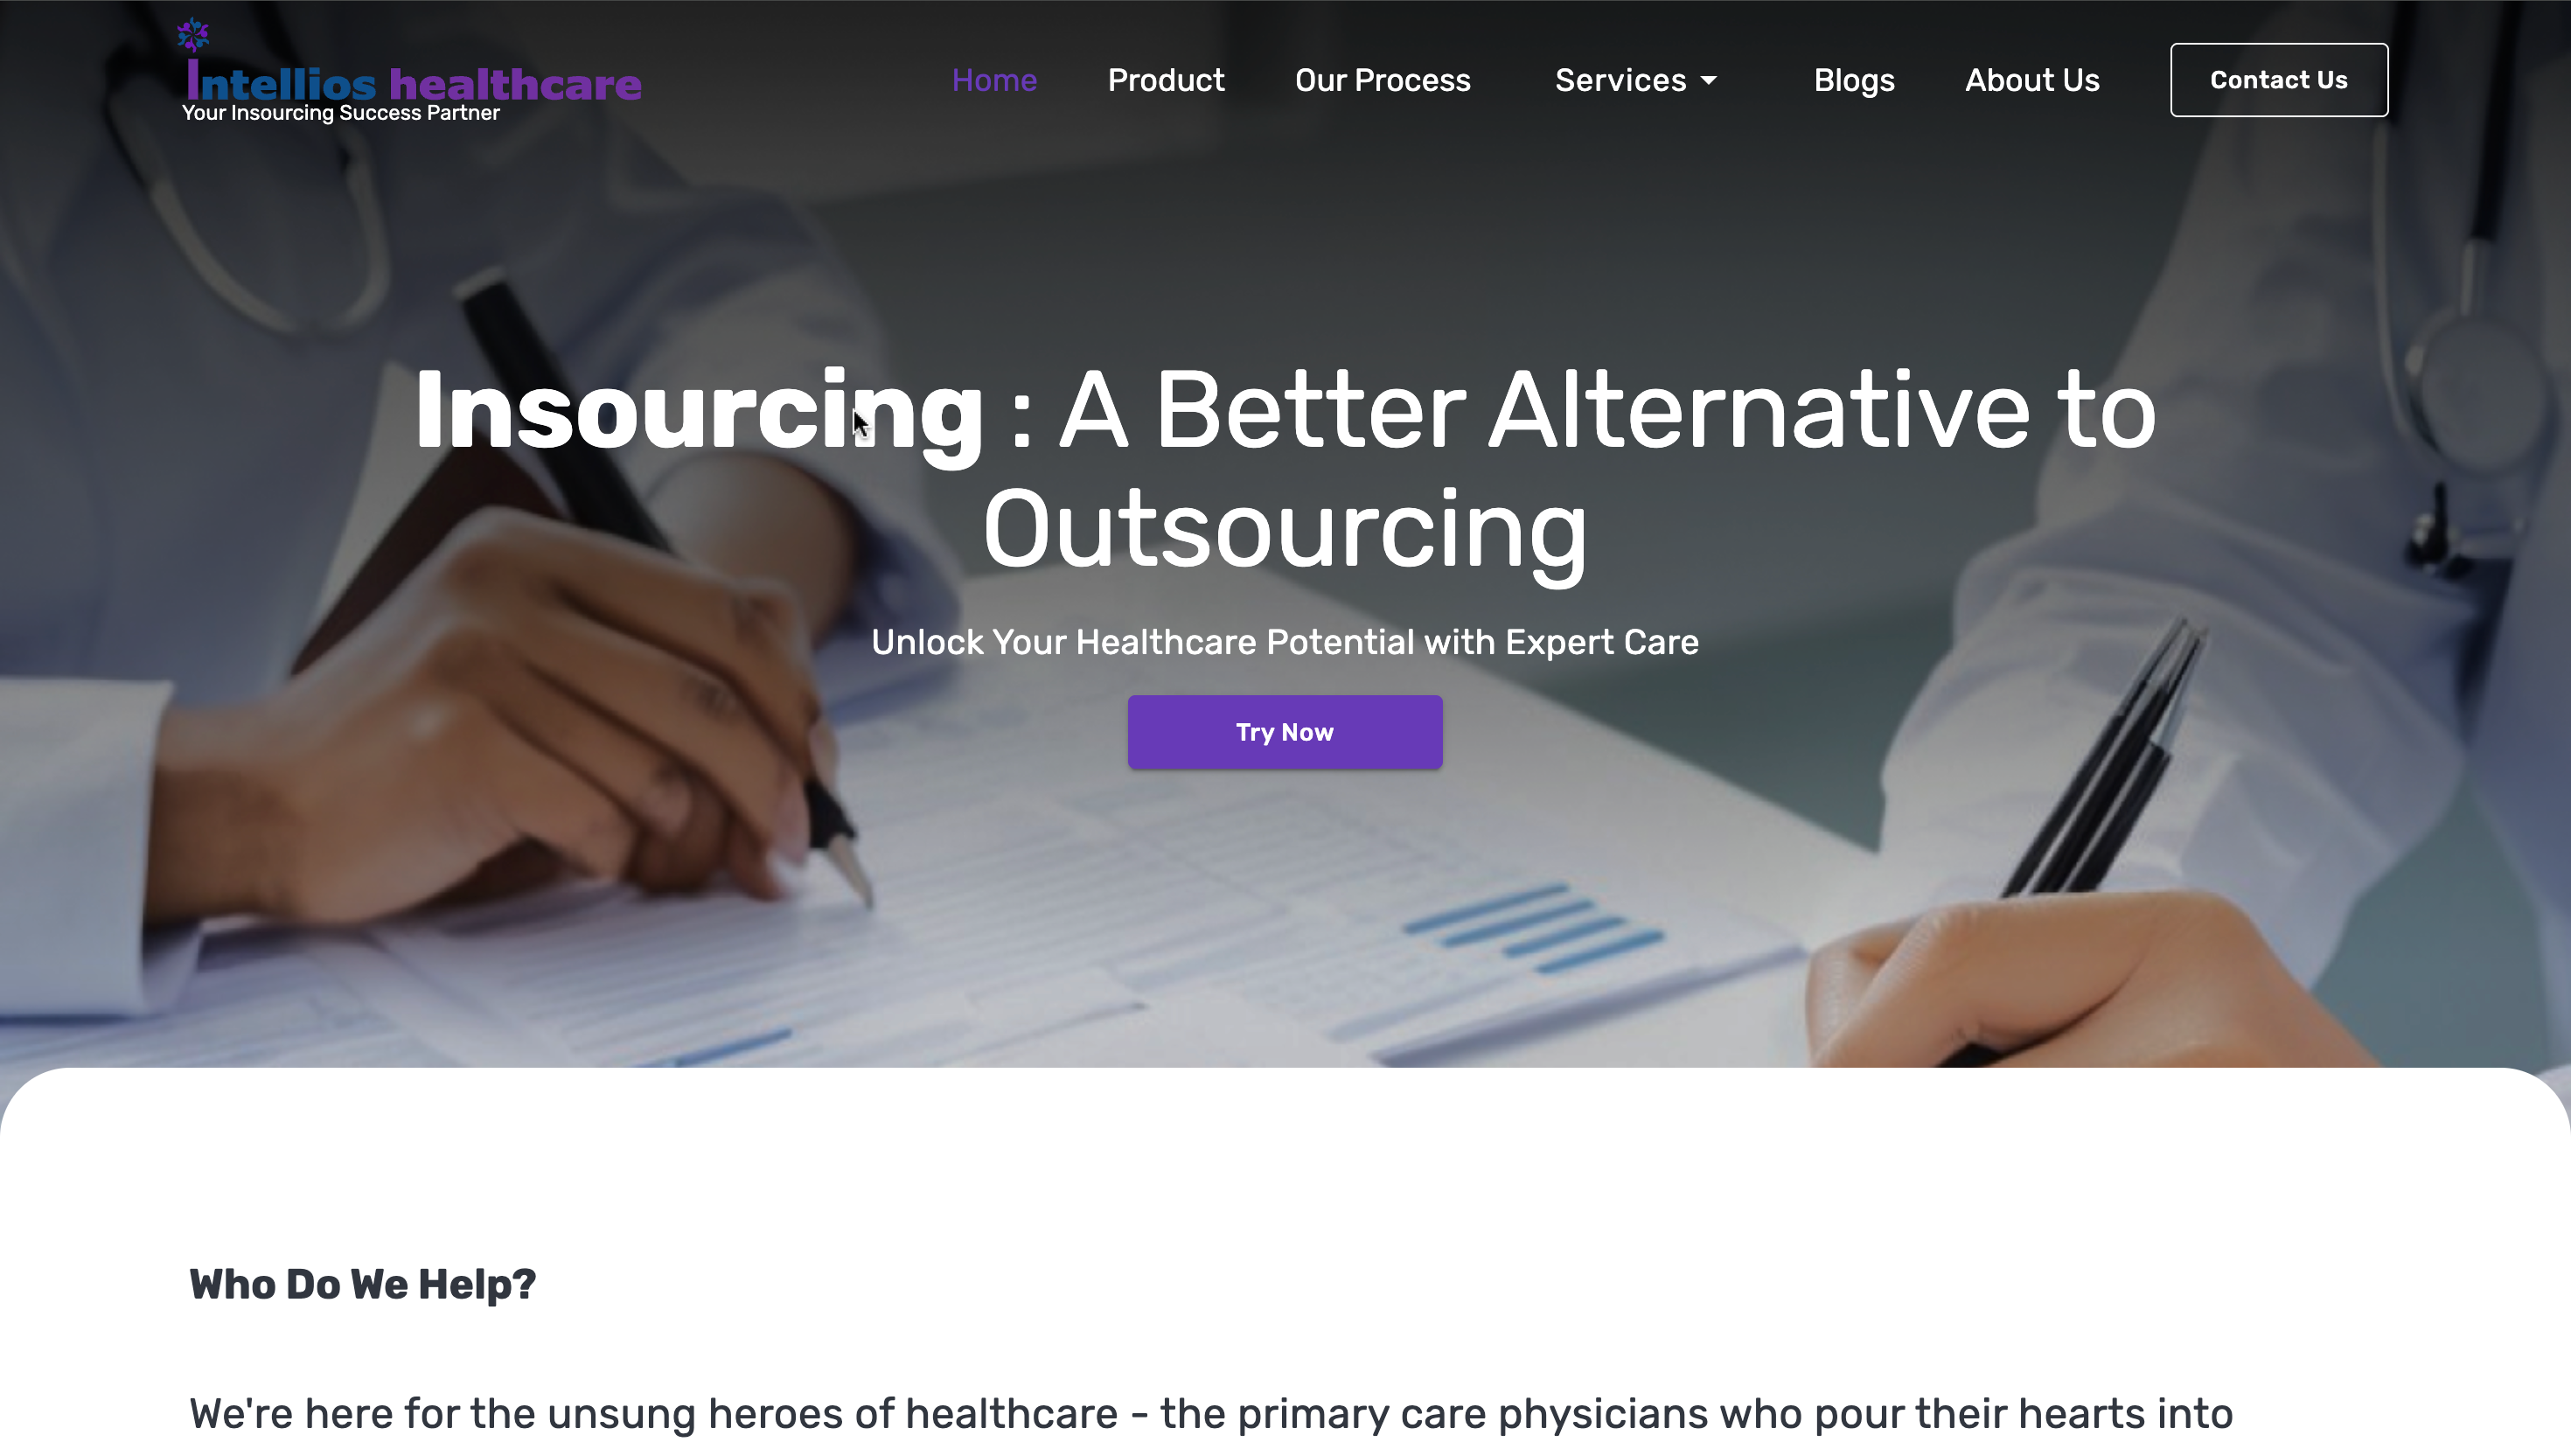 Intellios healthcare
Your Insourcing Success Partner
Home
Product
Our Process
Services
Blogs
About Us
Contact Us
Insourcing : A Better Alternative to
Outsourcing
Unlock Your Healthcare Potential with Expert Care
Try Now
Who Do We Help?
We're here for the unsung heroes of healthcare - the primary care physicians who pour their hearts into